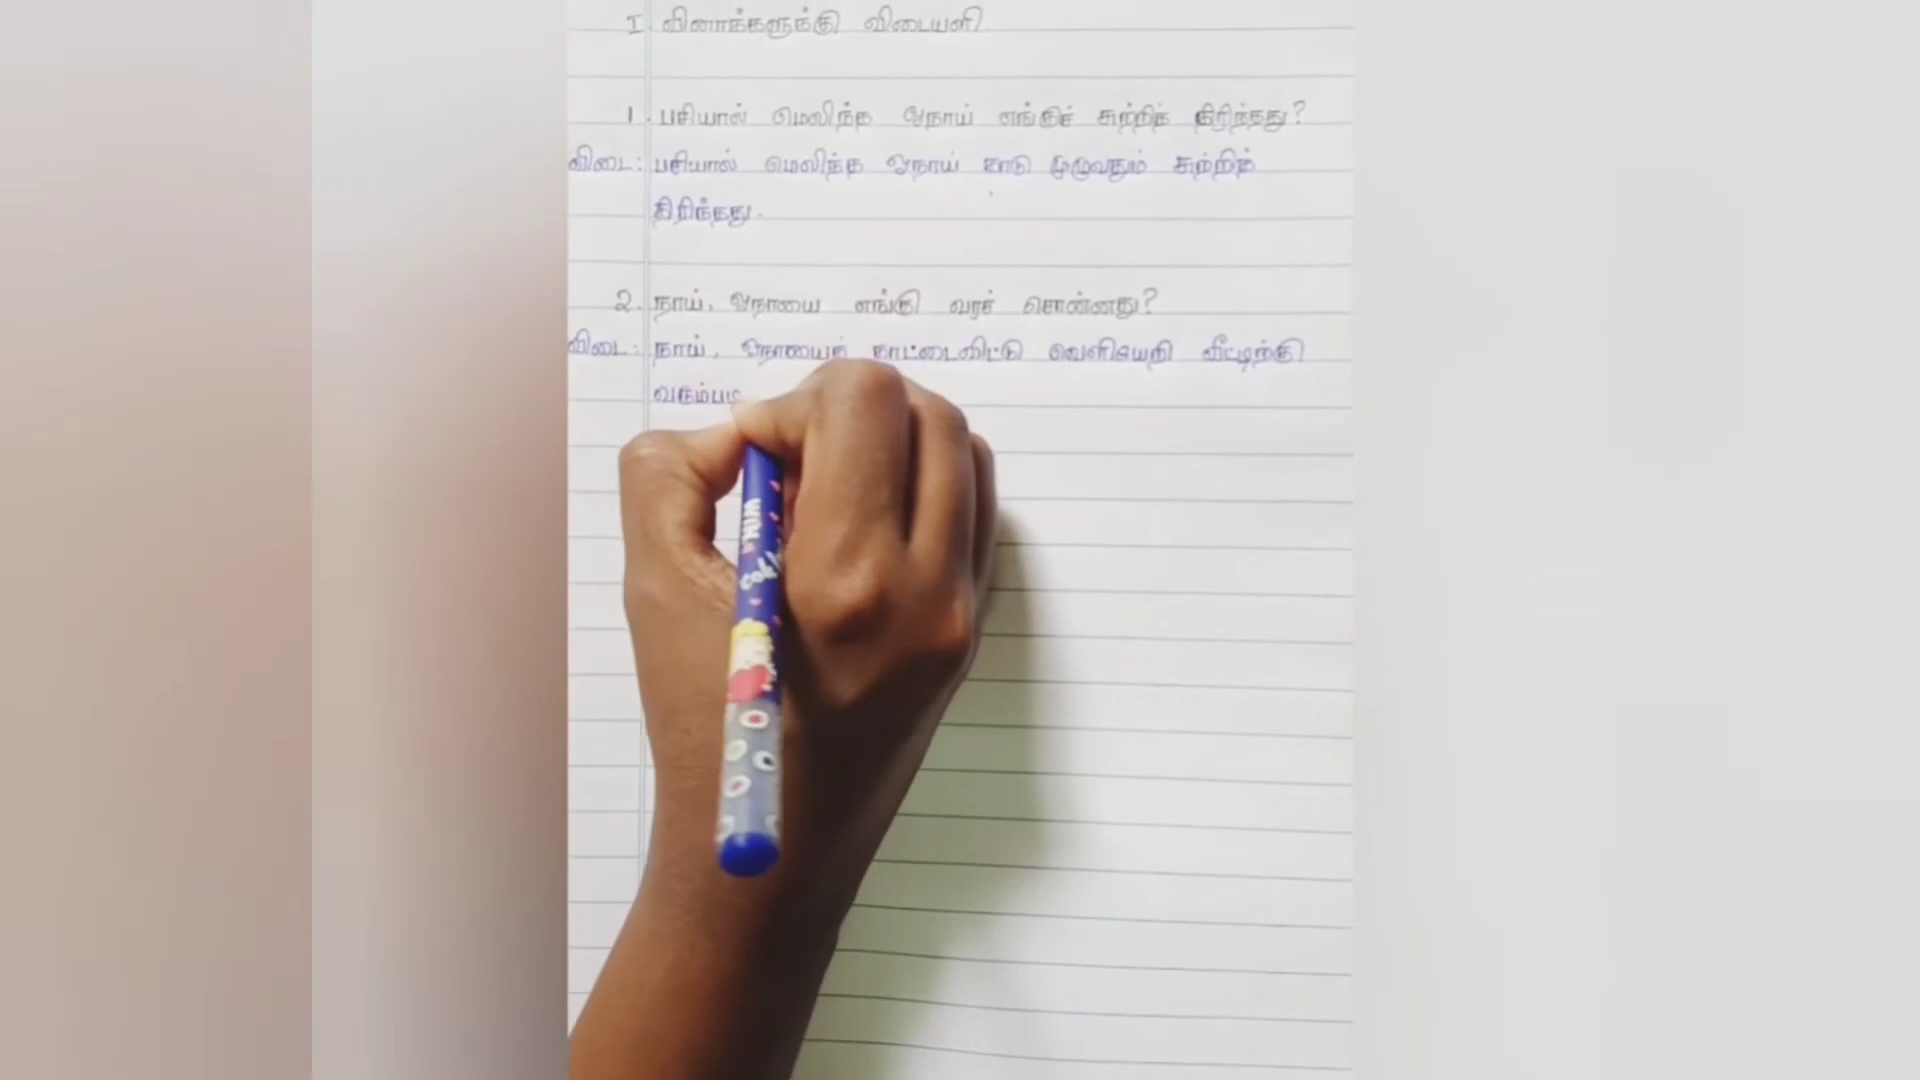 I. வினாக்களுக்கு விடையளி
1. பசியால் மெலிந்த ஓநாய் எங்குச் சுற்றித் திரிந்தது?
விடை: பசியால் மெலிந்த ஓநாய் காடு முழுவதும் சுற்றித்
திரிந்தது.
2. நாய், ஓநாயை எங்கு வரச் சொன்னது?
விடை: நாய், ஓநாயைக் காட்டைவிட்டு வெளியேறி வீட்டிற்கு
வரும்படி